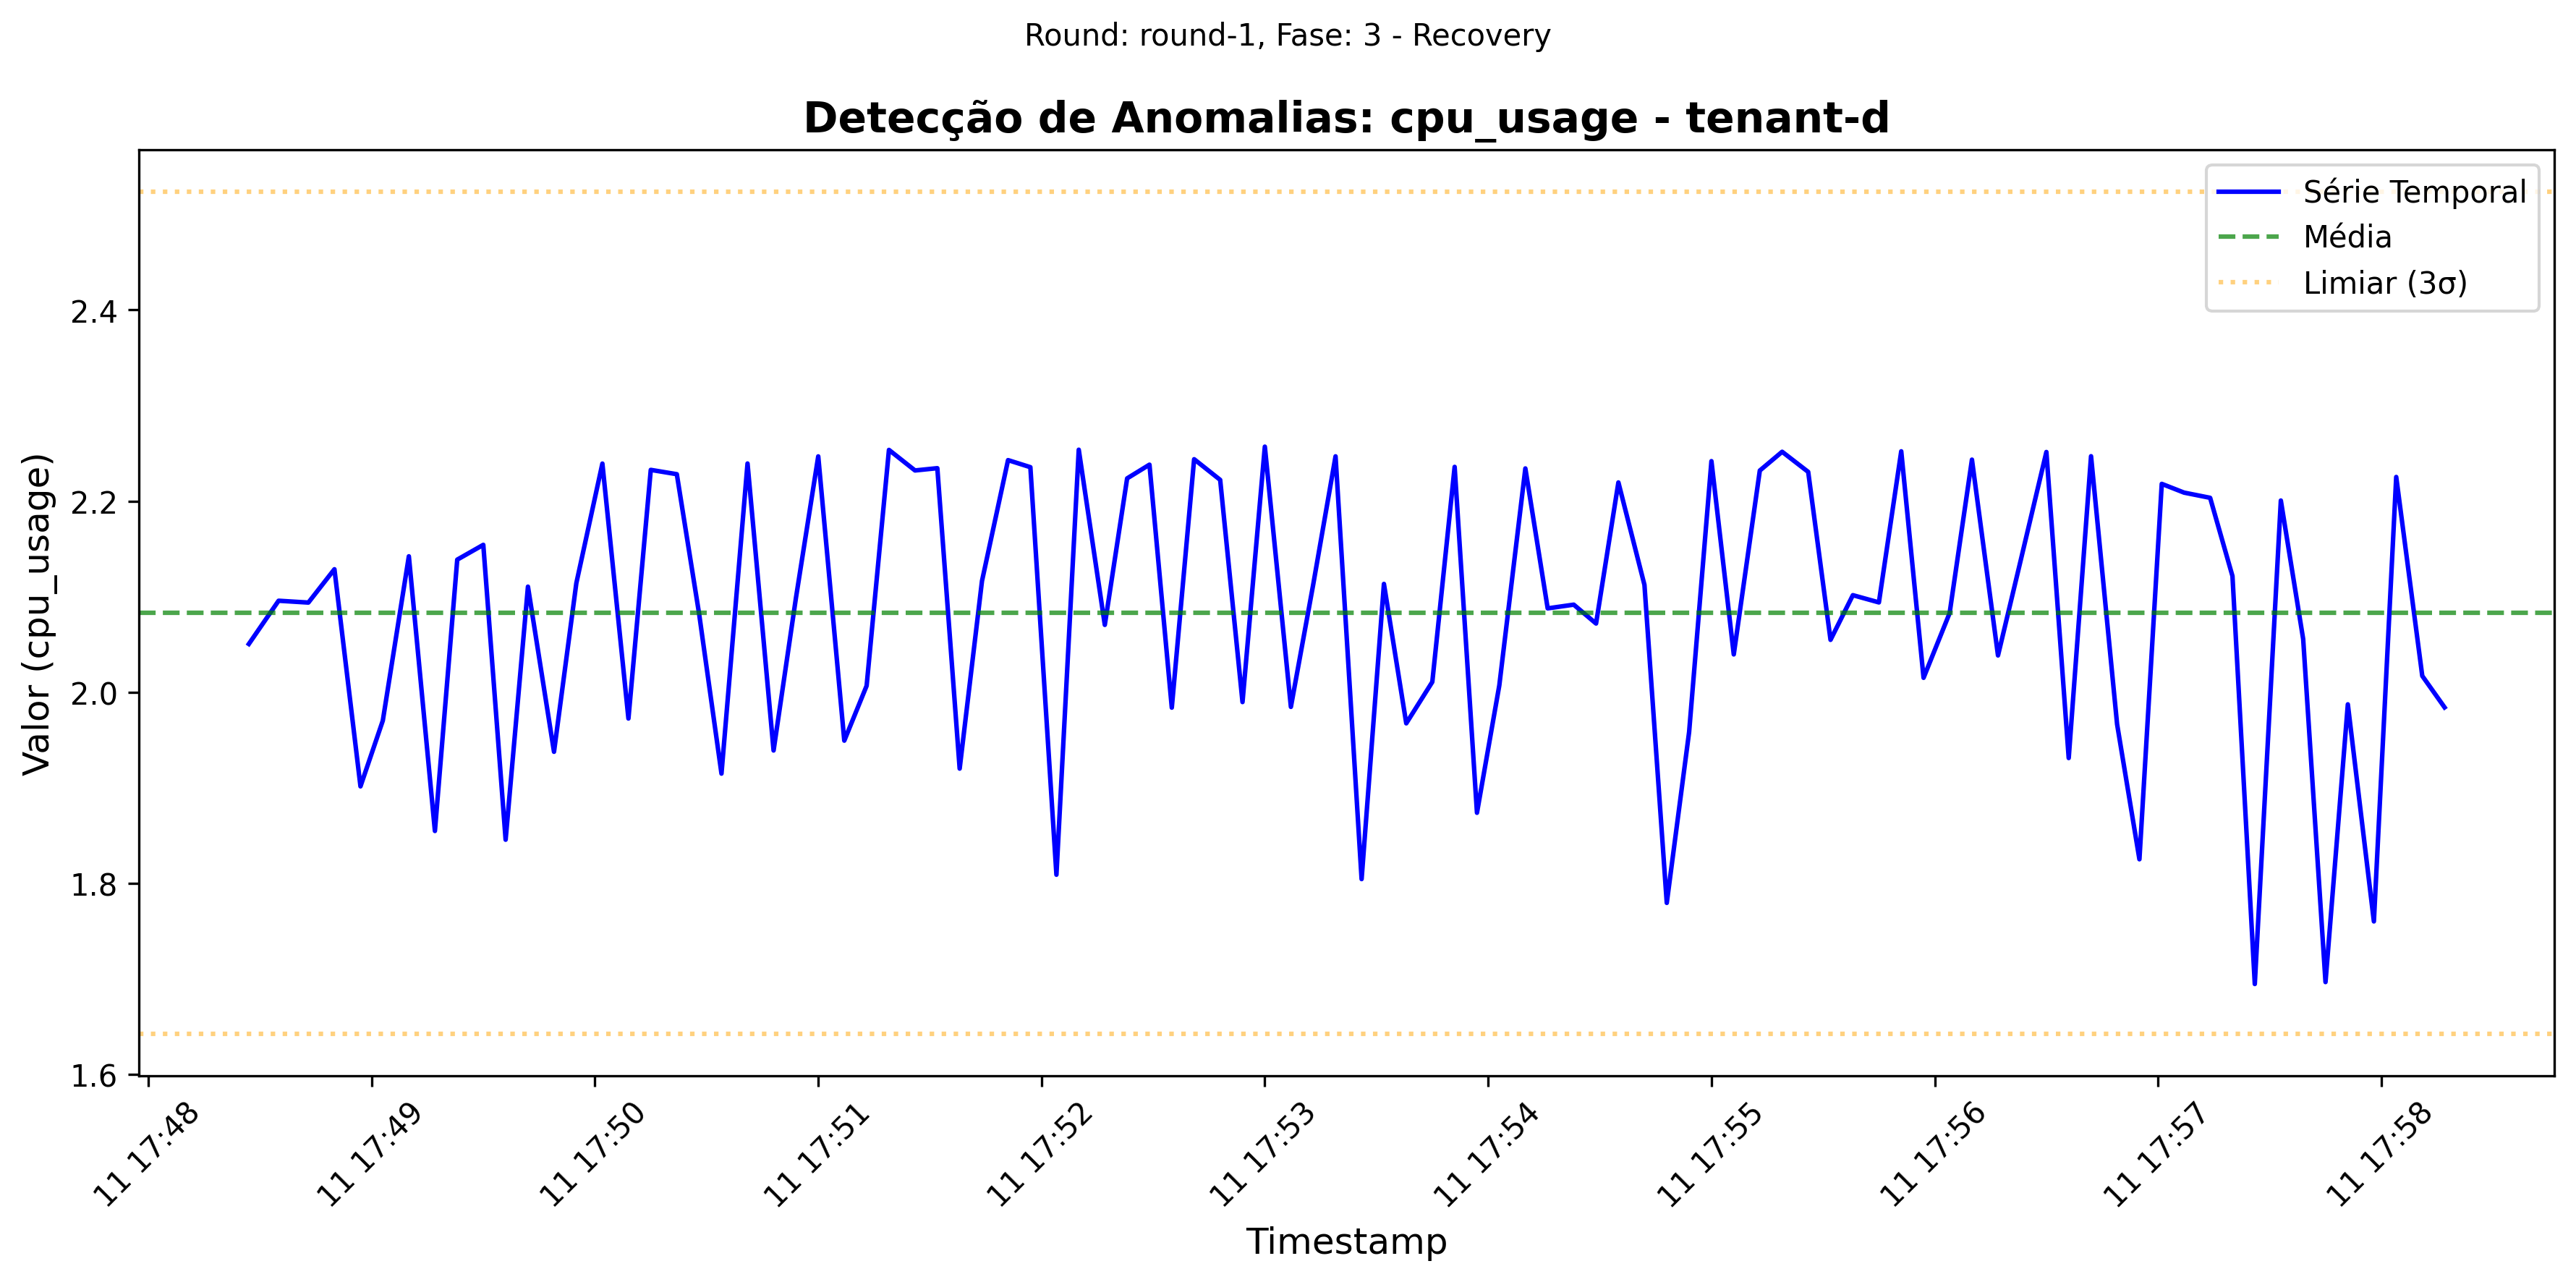 Round: round-1, Fase: 3 - Recovery
Detecção de Anomalias: cpu_usage - tenant-d
Série Temporal
Média
Limiar (3σ)
Valor (cpu_usage)
2.4
2.2
2.0
1.8
1.6
11 17:48
11 17:49
11 17:50
11 17:51
11 17:52
11 17:53
11 17:54
11 17:55
11 17:56
11 17:57
11 17:58
Timestamp